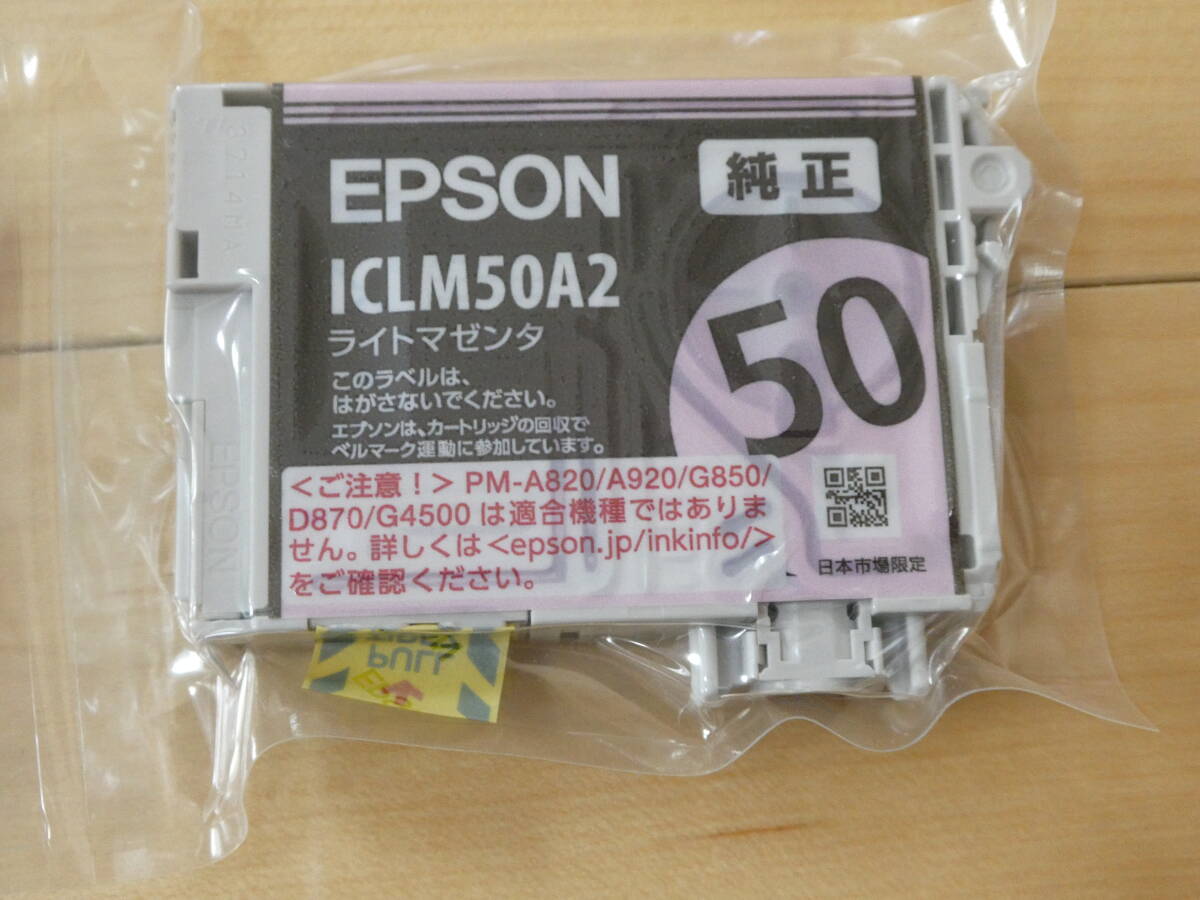 EPSON
純正
ICLM50A2
ライトマゼンタ
50
このラベルは、
はがさないでください。
エプソンは、カートリッジの回収で
ベルマーク運動に参加しています。
<ご注意！> PM-A820/A920/G850/
D870/G4500 は適合機種ではありま
せん。詳しくは<epson.jp/inkinfo/>
をご確認ください。
日本市場限定
3714MA
EPSON
PULL